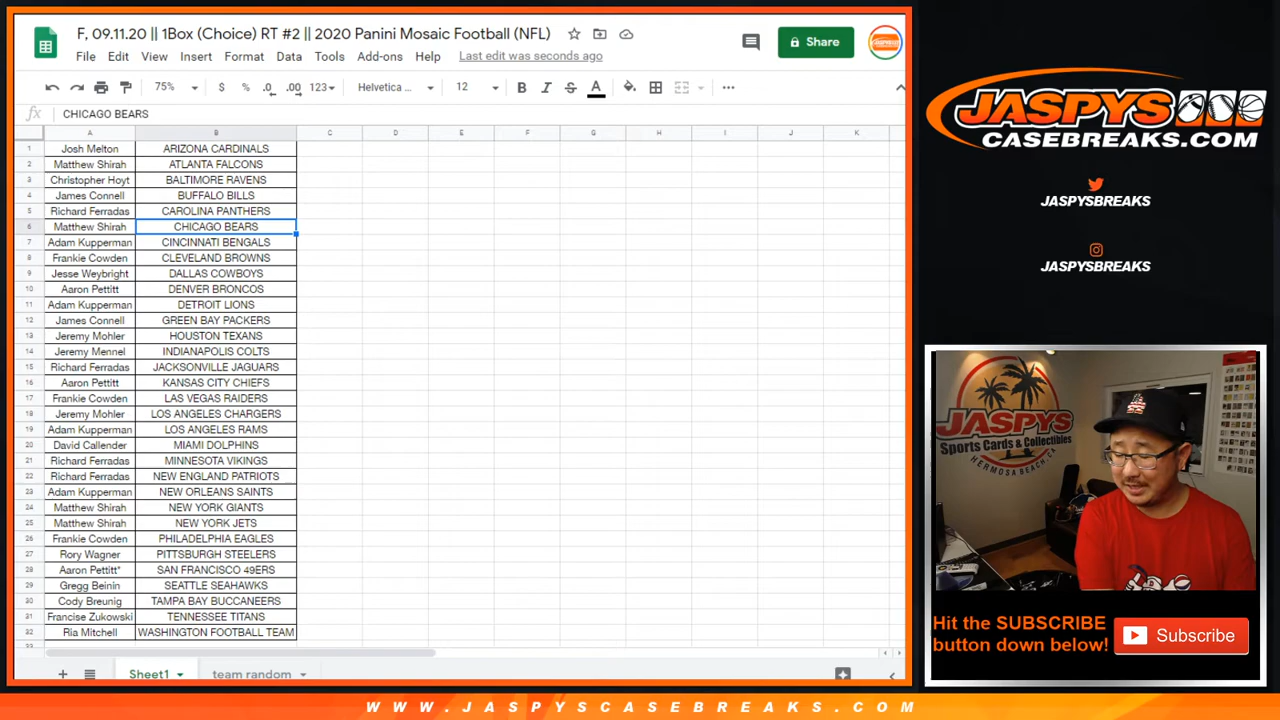 F, 09.11.20 || 1Box (Choice) RT #2 || 2020 Panini Mosaic Football (NFL)
File Edit View Insert Format Data Tools Add-ons Help Last edit was seconds ago
Share
75% $ % .0 .00 123 Helvetica ... 12 B I S A ...
fx CHICAGO BEARS
A B C D E F G H I J K
1 Josh Melton ARIZONA CARDINALS
2 Matthew Shirah ATLANTA FALCONS
3 Christopher Hoyt BALTIMORE RAVENS
4 James Connell BUFFALO BILLS
5 Richard Ferradas CAROLINA PANTHERS
6 Matthew Shirah CHICAGO BEARS
7 Adam Kupperman CINCINNATI BENGALS
8 Frankie Cowden CLEVELAND BROWNS
9 Jesse Weybright DALLAS COWBOYS
10 Aaron Pettitt DENVER BRONCOS
11 Adam Kupperman DETROIT LIONS
12 James Connell GREEN BAY PACKERS
13 Jeremy Mohler HOUSTON TEXANS
14 Jeremy Mennel INDIANAPOLIS COLTS
15 Richard Ferradas JACKSONVILLE JAGUARS
16 Aaron Pettitt KANSAS CITY CHIEFS
17 Frankie Cowden LAS VEGAS RAIDERS
18 Jeremy Mohler LOS ANGELES CHARGERS
19 Adam Kupperman LOS ANGELES RAMS
20 David Callender MIAMI DOLPHINS
21 Richard Ferradas MINNESOTA VIKINGS
22 Richard Ferradas NEW ENGLAND PATRIOTS
23 Adam Kupperman NEW ORLEANS SAINTS
24 Matthew Shirah NEW YORK GIANTS
25 Matthew Shirah NEW YORK JETS
26 Frankie Cowden PHILADELPHIA EAGLES
27 Rory Wagner PITTSBURGH STEELERS
28 Aaron Pettitt* SAN FRANCISCO 49ERS
29 Gregg Beinin SEATTLE SEAHAWKS
30 Cody Breunig TAMPA BAY BUCCANEERS
31 Francise Zukowski TENNESSEE TITANS
32 Ria Mitchell WASHINGTON FOOTBALL TEAM
Sheet1 team random
JASPYS
CASEBREAKS.COM
JASPYSBREAKS
JASPYSBREAKS
JASPYS
Sports Cards & Collectibles
HERMOSA BEACH, CA
Hit the SUBSCRIBE
button down below!
Subscribe
WWW.JASPYSCASEBREAKS.COM